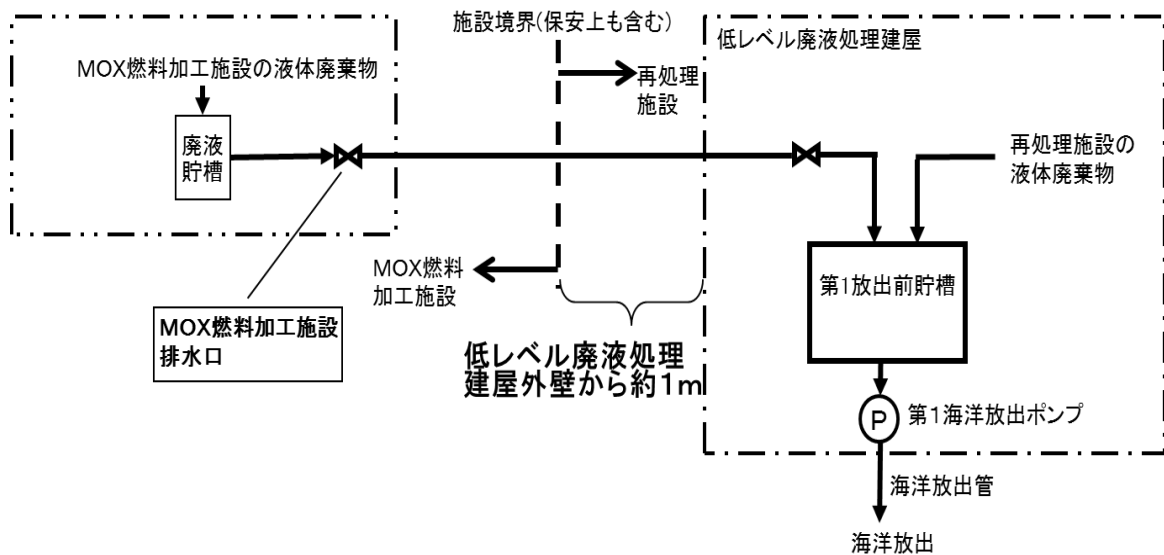 施設境界(保安上も含む)
低レベル廃液処理建屋
MOX燃料加工施設の液体廃棄物
再処理
施設
廃液
貯槽
再処理施設の
液体廃棄物
MOX燃料
加工施設
第1放出前貯槽
MOX燃料加工施設
排水口
低レベル廃液処理
建屋外壁から約1m
P
第1海洋放出ポンプ
海洋放出管
海洋放出